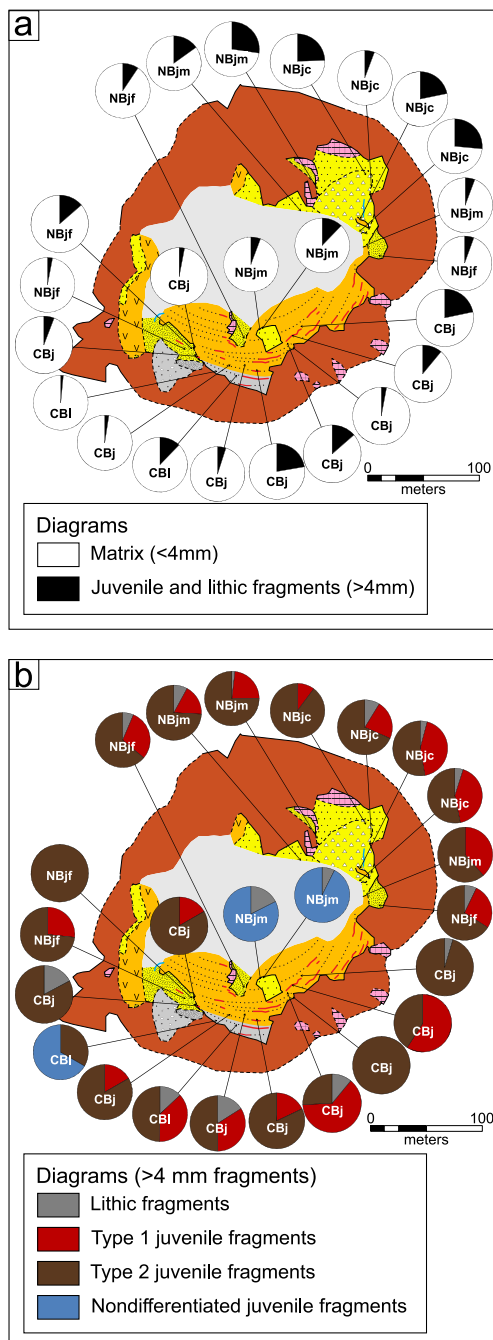 a
NBjm
NBjm
NBjc
NBjf
NBjc
NBjc
NBjc
NBjm
NBjf
NBjf
NBjm
NBjm
CBj
NBjf
CBj
CBj
CBj
CBl
CBj
CBj
CBl
CBj
CBj
CBj
0 100
meters
Diagrams
Matrix (<4mm)
Juvenile and lithic fragments (>4mm)
b
NBjm
NBjm
NBjc
NBjf
NBjc
NBjc
NBjc
NBjm
NBjf
NBjm
NBjm
NBjf
CBj
NBjf
CBj
CBj
CBj
CBl
CBj
CBj
CBl
CBj
CBj
CBj
0 100
meters
Diagrams (>4 mm fragments)
Lithic fragments
Type 1 juvenile fragments
Type 2 juvenile fragments
Nondifferentiated juvenile fragments